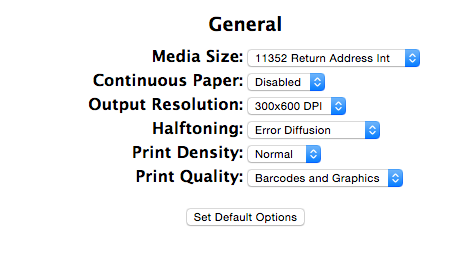 General
Media Size: 11352 Return Address Int
Continuous Paper: Disabled
Output Resolution: 300x600 DPI
Halftoning: Error Diffusion
Print Density: Normal
Print Quality: Barcodes and Graphics
Set Default Options